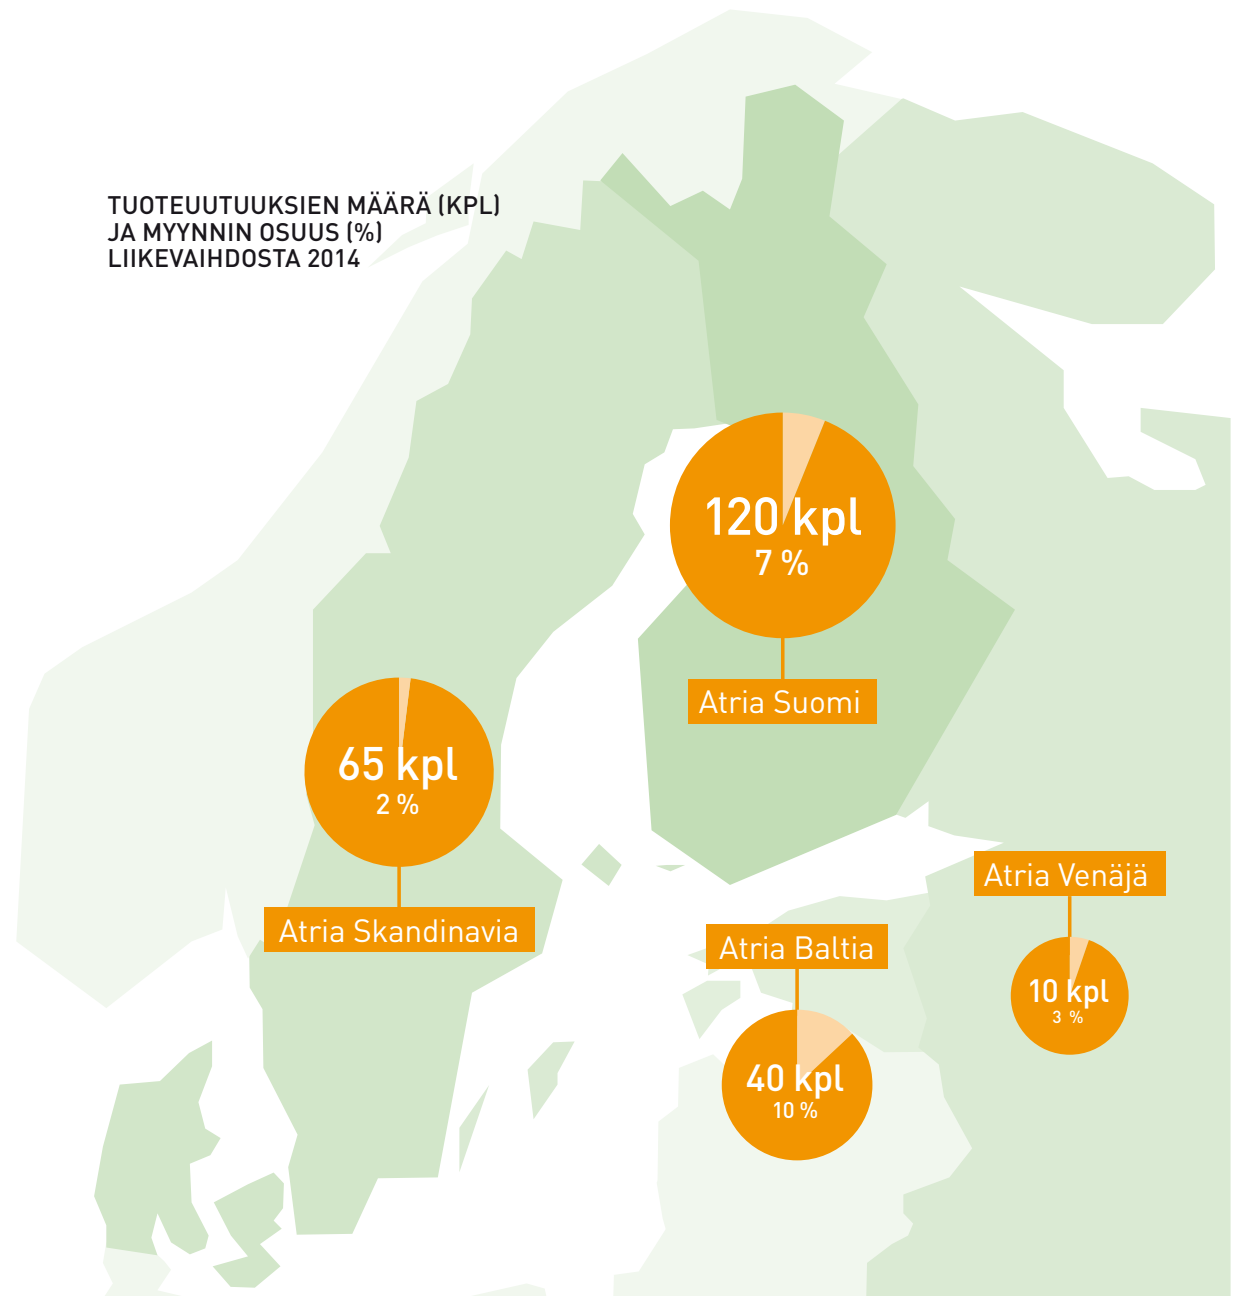 TUOTEUUTUUKSIEN MÄÄRÄ (KPL)
JA MYYNNIN OSUUS (%)
LIIKEVAIHDOSTA 2014
120 kpl
7 %
Atria Suomi
65 kpl
2 %
Atria Skandinavia
Atria Venäjä
10 kpl
3 %
Atria Baltia
40 kpl
10 %